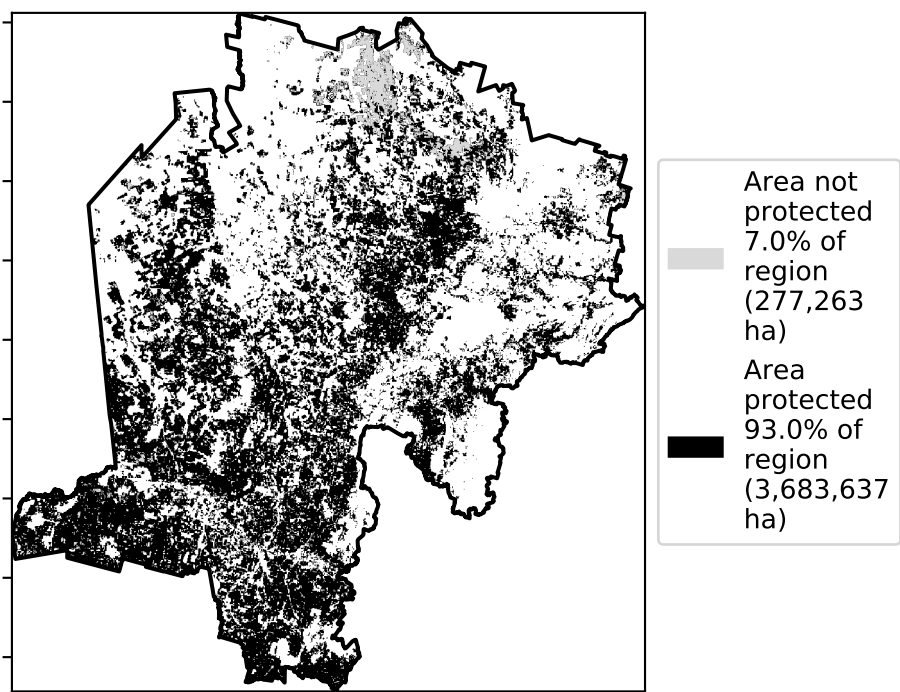 Area not
protected
7.0% of
region
(277,263
ha)
Area
protected
93.0% of
region
(3,683,637
ha)